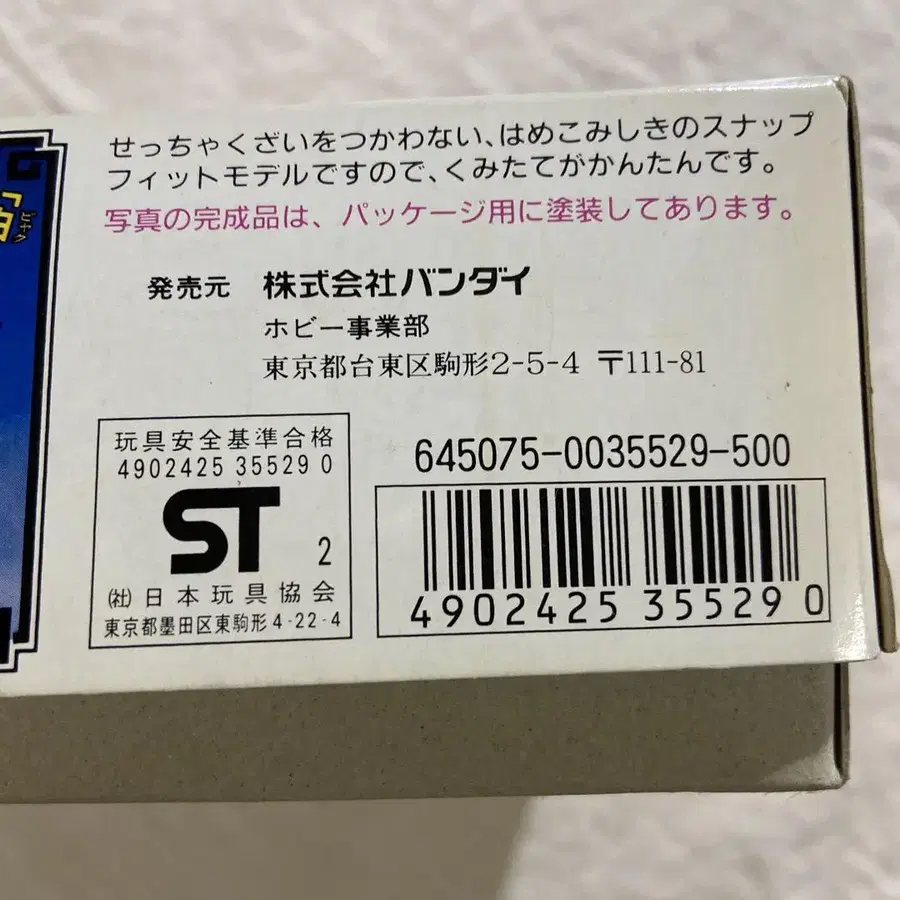 せっちゃくざいをつかわない、はめこみしきのスナップ
フィットモデルですので、くみたてがかんたんです。
写真の完成品は、パッケージ用に塗装してあります。
発売元 株式会社バンダイ
ホビー事業部
東京都台東区駒形2-5-4 〒111-81
玩具安全基準合格
4902425 35529 0
ST 2
(社)日本玩具協会
東京都墨田区東駒形4-22-4
645075-0035529-500
4902425 35529 0